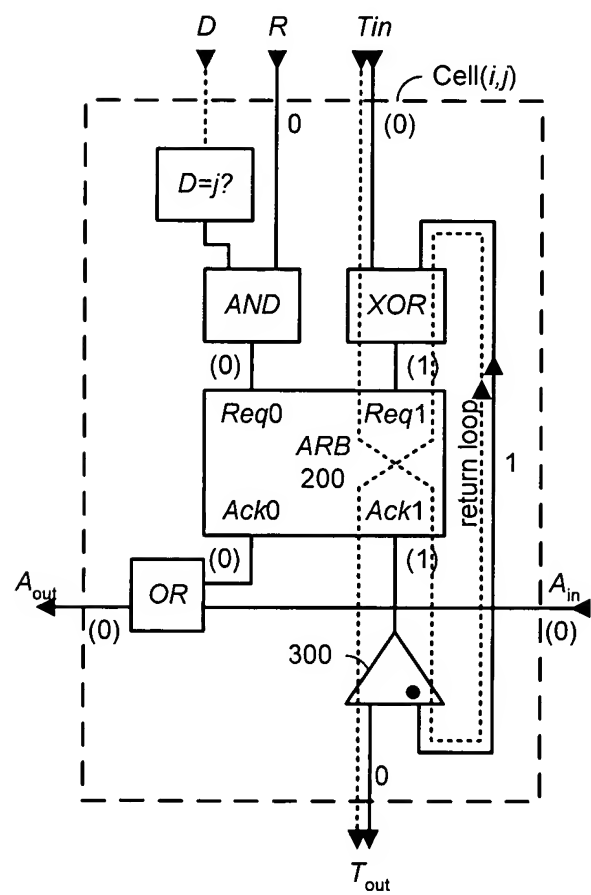 D R Tin
Cell(i,j)
0 (0)
D=j?
AND XOR
(0) (1)
Req0 Req1
ARB
200
return loop
1
Ack0 Ack1
(0) (1)
Aout OR Ain
(0) (0)
300
0
Tout